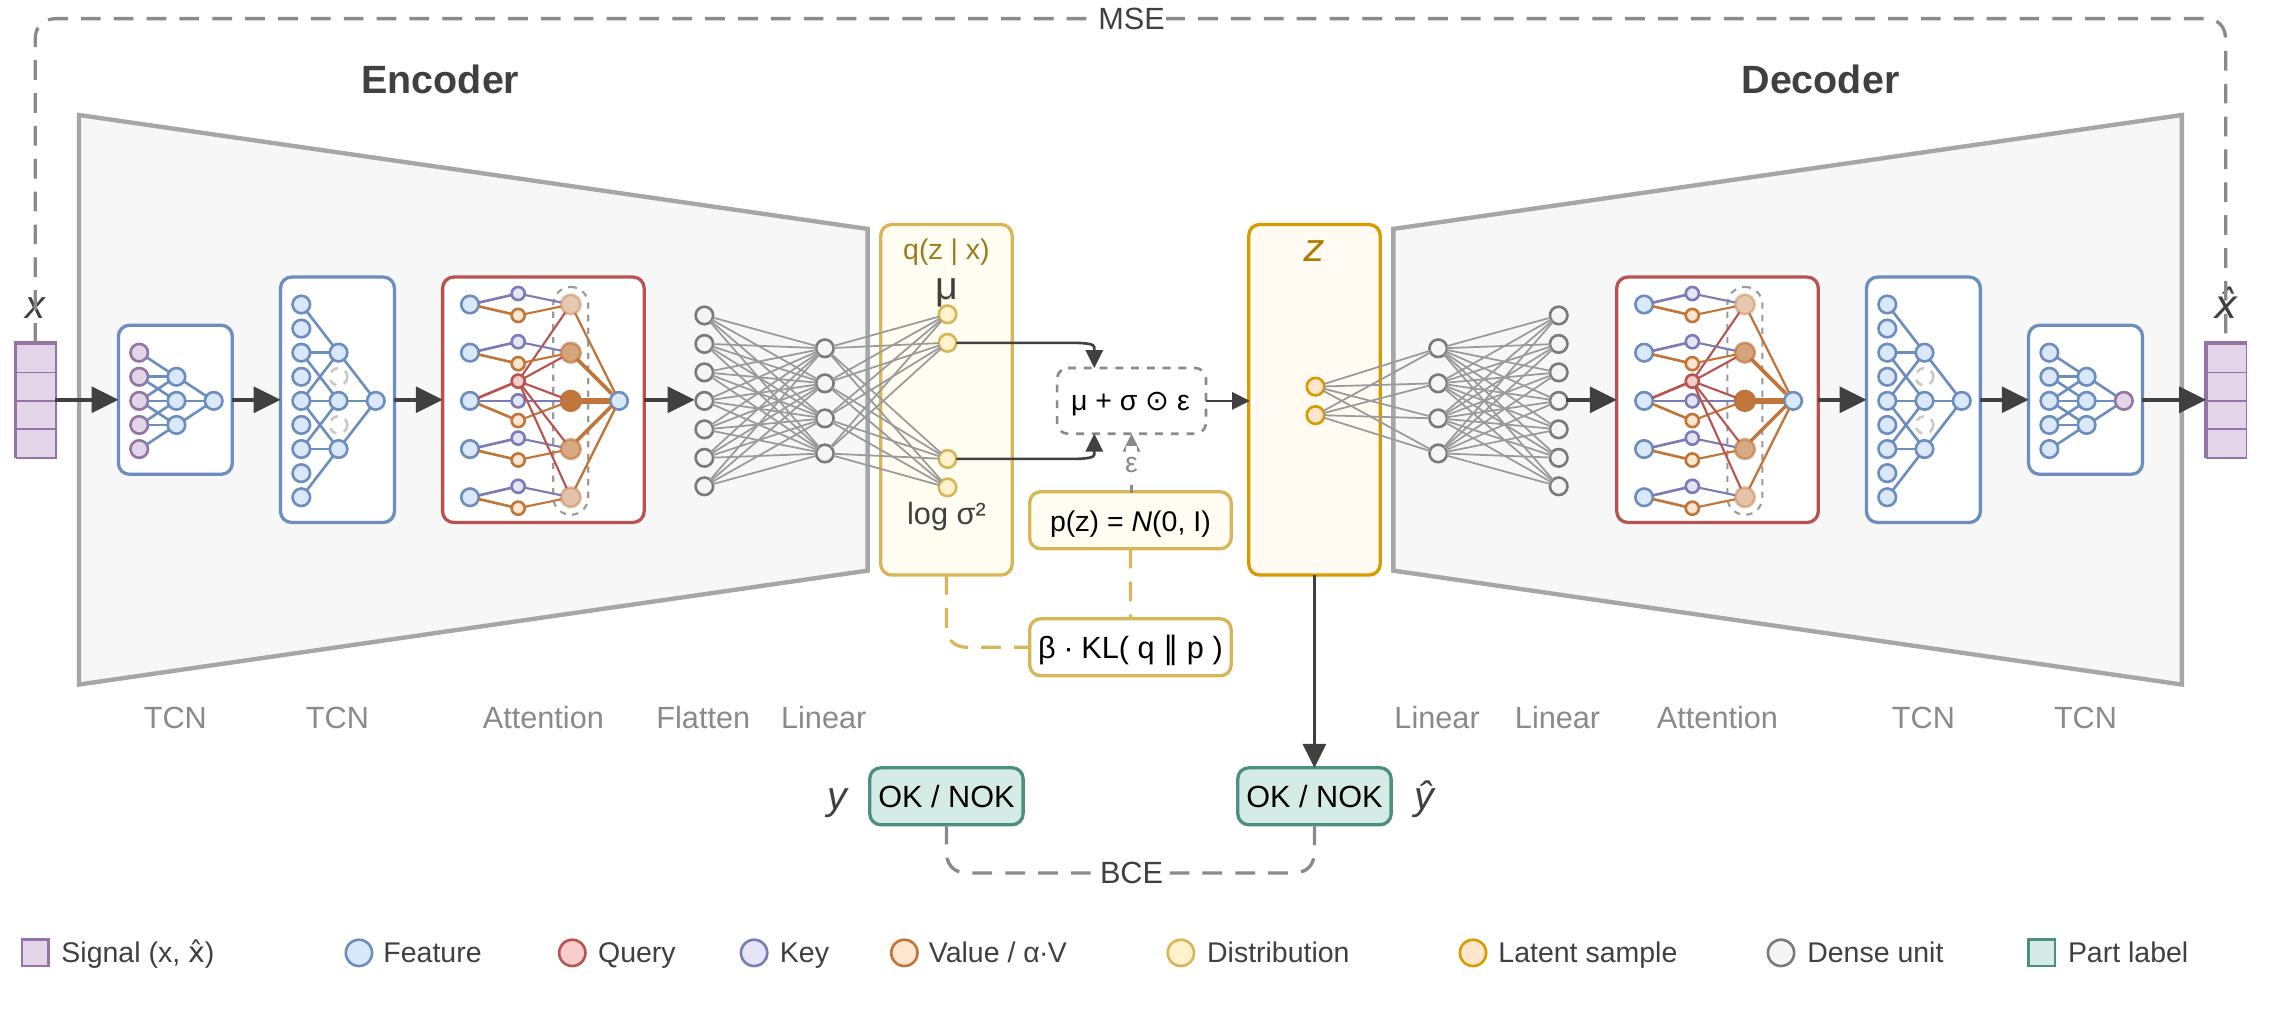 MSE
Encoder
Decoder
x
x̂
q(z | x)
μ
z
μ + σ ⊙ ε
ε
log σ²
p(z) = N(0, I)
β · KL( q ∥ p )
TCN
TCN
Attention
Flatten
Linear
Linear
Linear
Attention
TCN
TCN
y
OK / NOK
OK / NOK
ŷ
BCE
Signal (x, x̂)
Feature
Query
Key
Value / α·V
Distribution
Latent sample
Dense unit
Part label